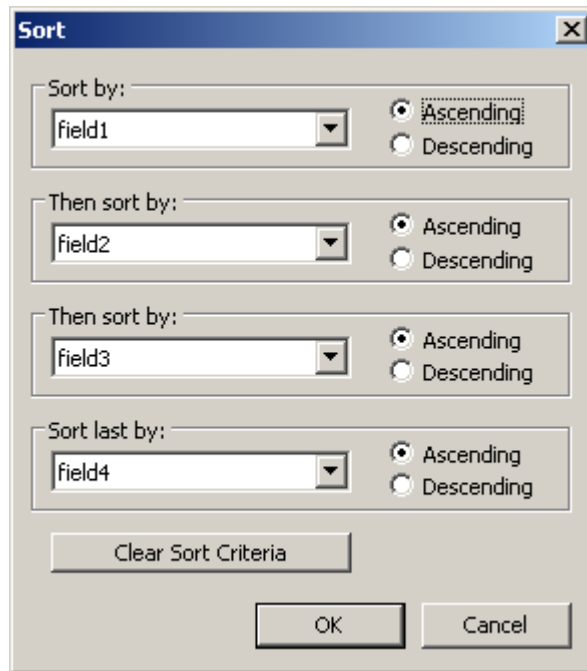 Sort
Sort by:
field1
Ascending
Descending
Then sort by:
field2
Ascending
Descending
Then sort by:
field3
Ascending
Descending
Sort last by:
field4
Ascending
Descending
Clear Sort Criteria
OK Cancel